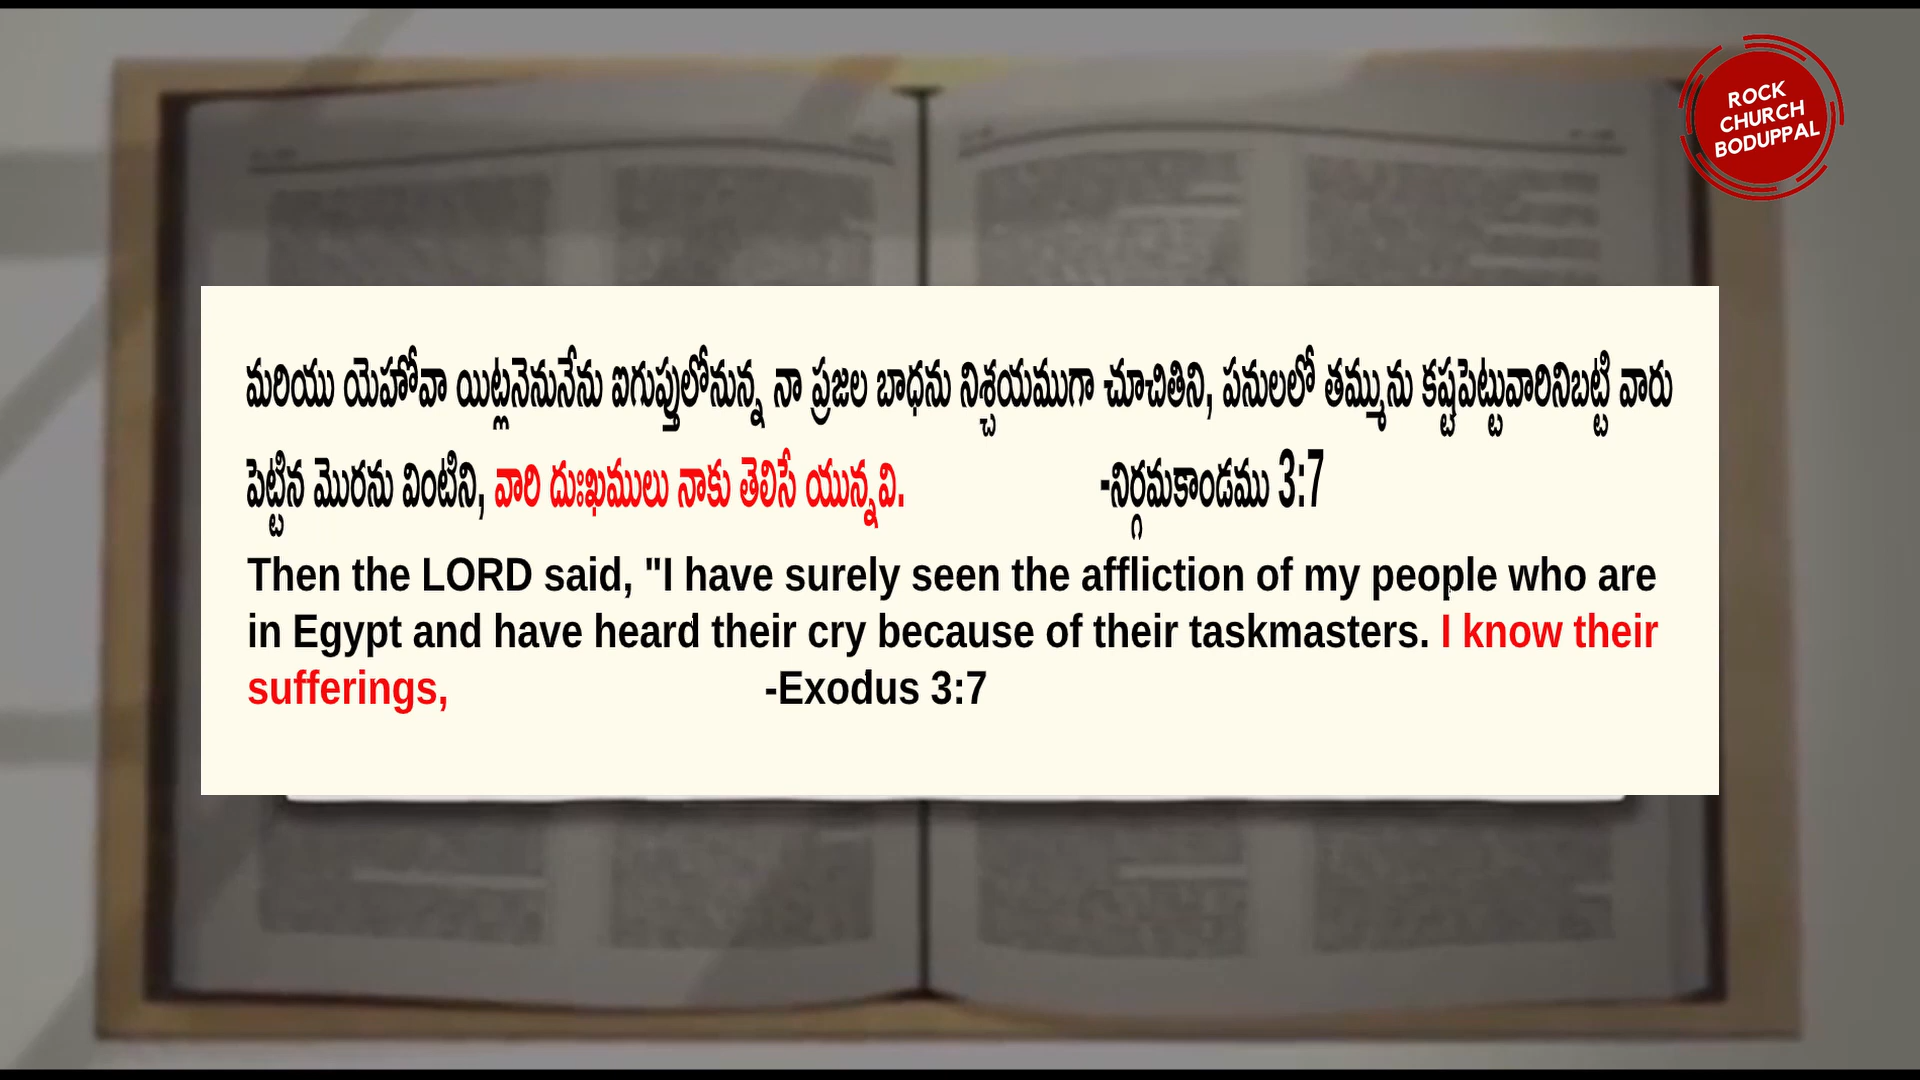 ROCK
CHURCH
BODUPPAL
మరియు యెహోవా యిట్లనెనునేను ఐగుప్తులోనున్న నా ప్రజల బాధను నిశ్చయముగా చూచితిని, పనులలో తమ్మును కష్టపెట్టువారినిబట్టి వారు
పెట్టిన మొరను వింటిని, వారి దుఃఖములు నాకు తెలిసే యున్నవి. -నిర్గమకాండము 3:7
Then the LORD said, "I have surely seen the affliction of my people who are
in Egypt and have heard their cry because of their taskmasters. I know their
sufferings, -Exodus 3:7